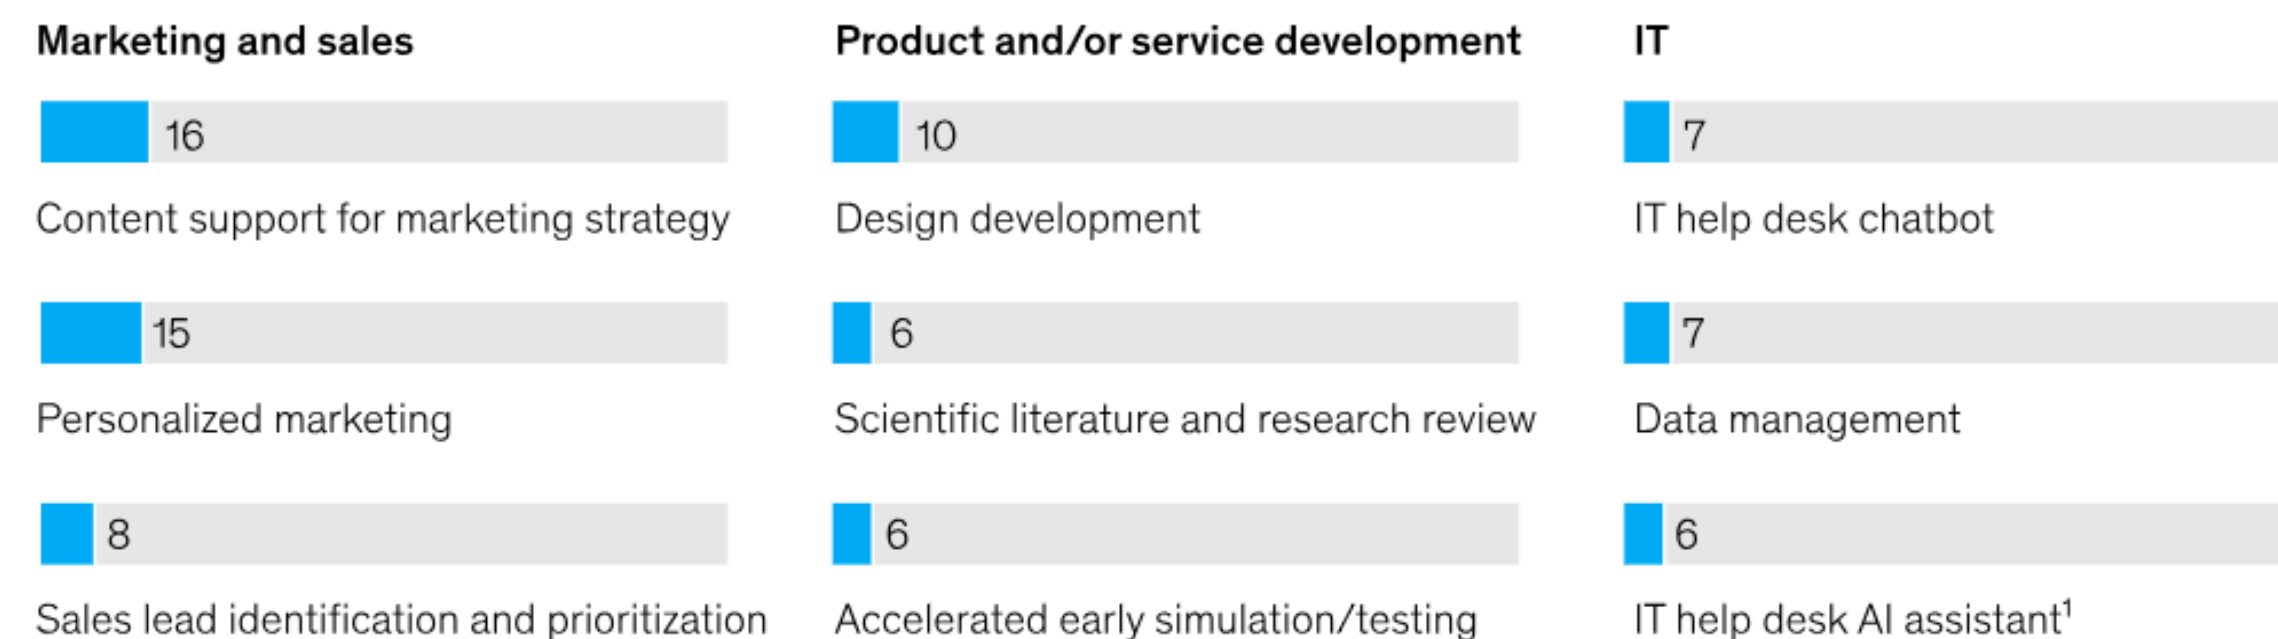 Marketing and sales
16
Content support for marketing strategy
15
Personalized marketing
8
Sales lead identification and prioritization
Product and/or service development
10
Design development
6
Scientific literature and research review
6
Accelerated early simulation/testing
IT
7
IT help desk chatbot
7
Data management
6
IT help desk AI assistant¹